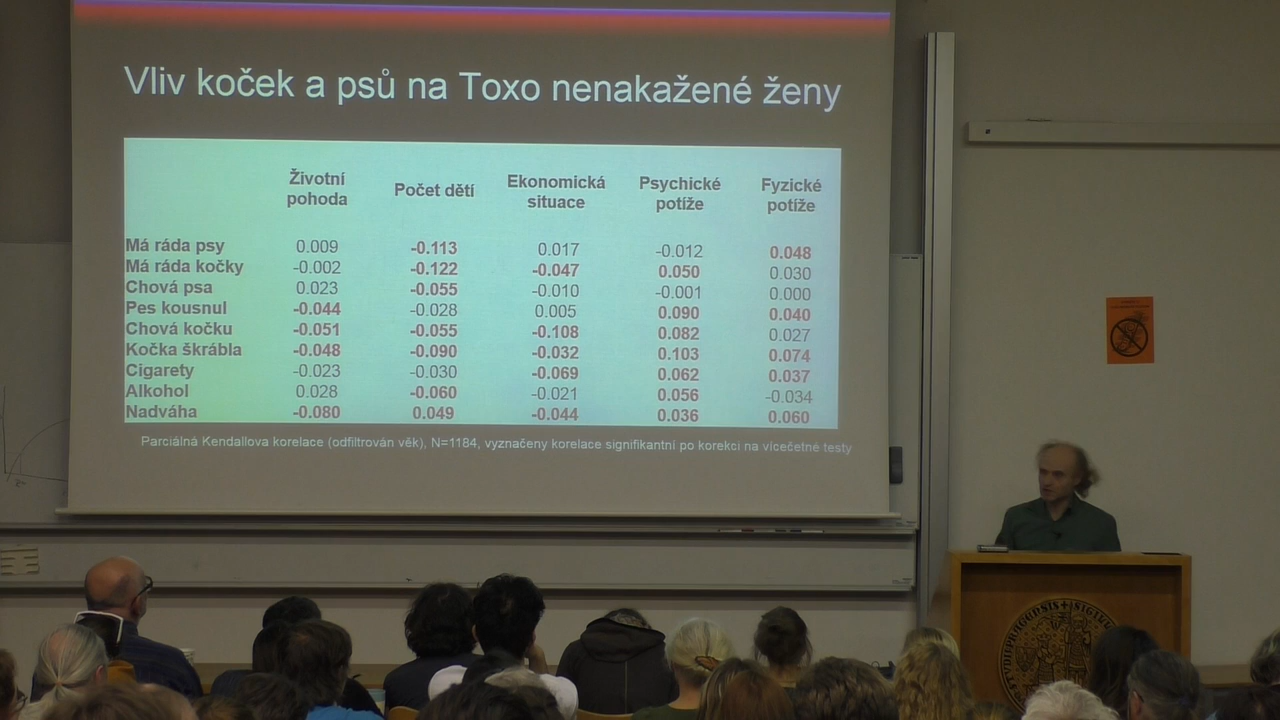 Vliv koček a psů na Toxo nenakažené ženy
Životní pohoda Počet dětí Ekonomická situace Psychické potíže Fyzické potíže
Má ráda psy 0.009 -0.113 0.017 -0.012 0.048
Má ráda kočky -0.002 -0.122 -0.047 0.050 0.030
Chová psa 0.023 -0.055 -0.010 -0.001 0.000
Pes kousnul -0.044 -0.028 0.005 0.090 0.040
Chová kočku -0.051 -0.055 -0.108 0.082 0.027
Kočka škrábla -0.048 -0.090 -0.032 0.103 0.074
Cigarety -0.023 -0.030 -0.069 0.062 0.037
Alkohol 0.028 -0.060 -0.021 0.056 -0.034
Nadváha -0.080 0.049 -0.044 0.036 0.060
Parciálná Kendallova korelace (odfiltrován věk), N=1184, vyznačeny korelace signifikantní po korekci na vícečetné testy